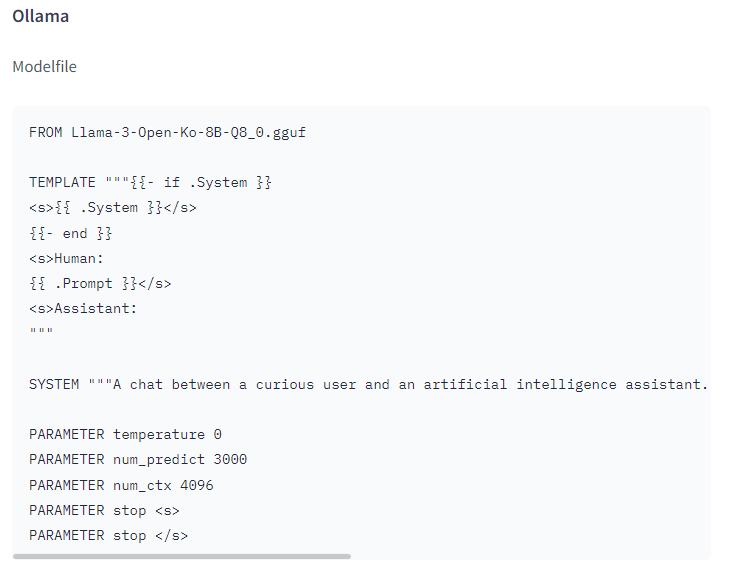 Ollama
Modelfile
FROM Llama-3-Open-Ko-8B-Q8_0.gguf
TEMPLATE """{{- if .System }}
<s>{{ .System }}</s>
{{- end }}
<s>Human:
{{ .Prompt }}</s>
<s>Assistant:
"""
SYSTEM """A chat between a curious user and an artificial intelligence assistant.
PARAMETER temperature 0
PARAMETER num_predict 3000
PARAMETER num_ctx 4096
PARAMETER stop <s>
PARAMETER stop </s>